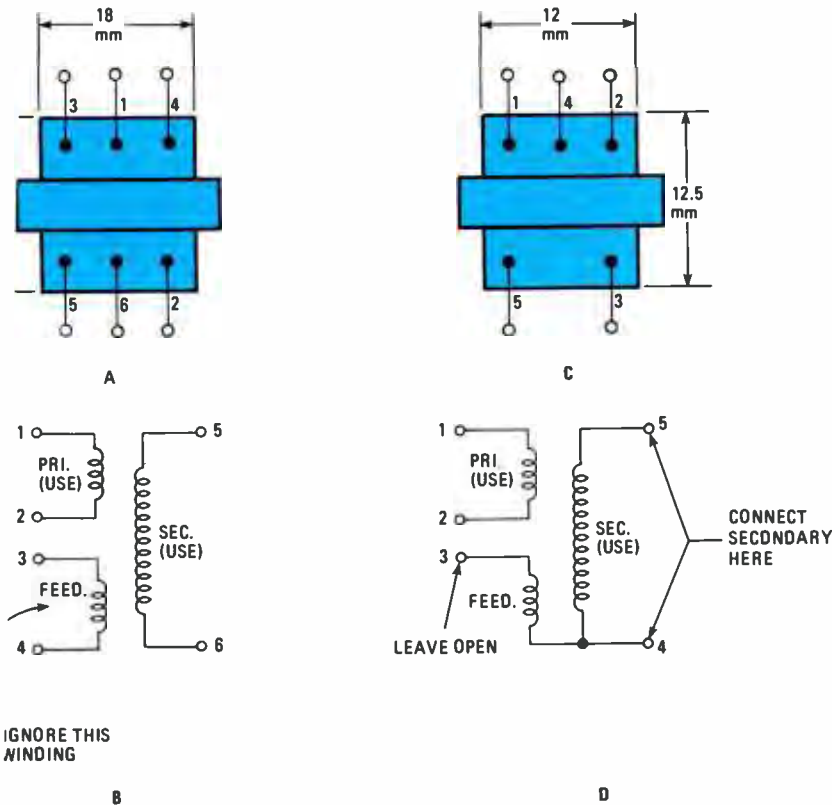 18
mm
3 1 4
5 6 2
A
12
mm
1 4 2
12.5
mm
5 3
C
1
PRI.
(USE)
2
3
FEED.
4
5
SEC.
(USE)
6
IGNORE THIS
WINDING
B
1
PRI.
(USE)
2
3
FEED.
LEAVE OPEN
5
SEC.
(USE)
4
CONNECT
SECONDARY
HERE
D